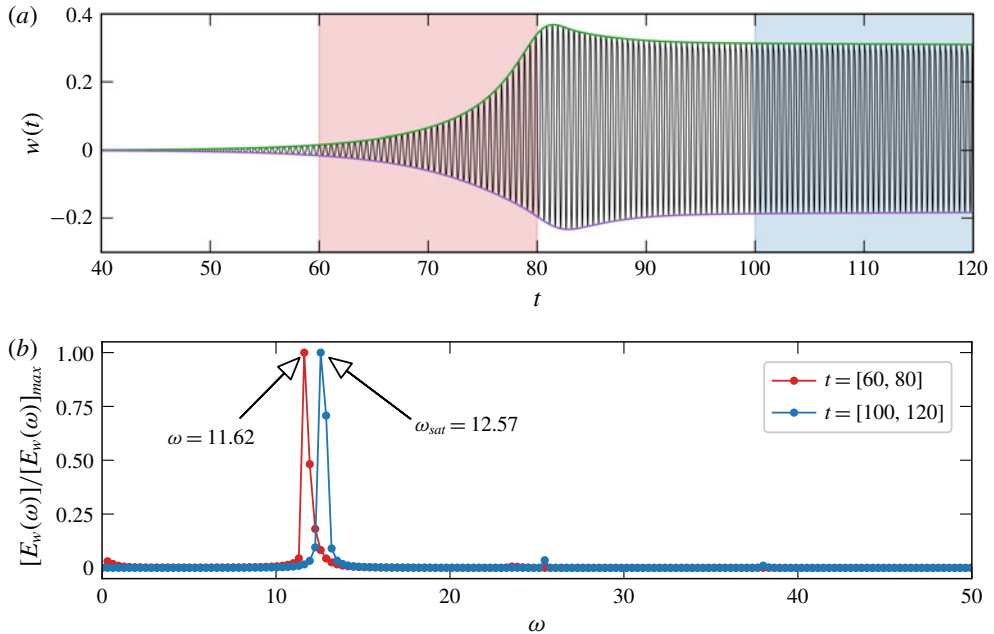 (a)
0.4
0.2
0
−0.2
w(t)
40 50 60 70 80 90 100 110 120
t
(b)
1.00
0.75
0.50
0.25
0
[E_w(ω)]/[E_w(ω)]_max
ω = 11.62
ω_sat = 12.57
t = [60, 80]
t = [100, 120]
0 10 20 30 40 50
ω